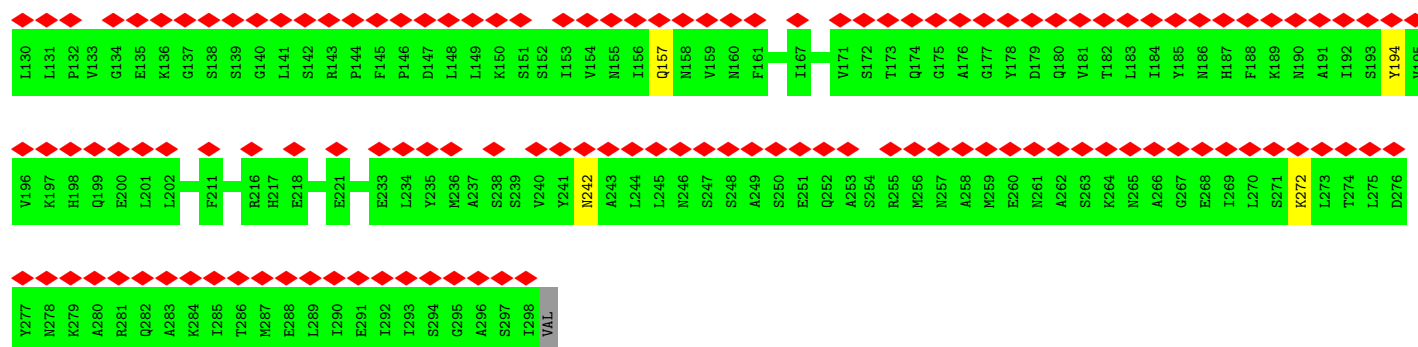 L130 L131 P132 V133 G134 E135 K136 G137 S138 S139 G140 L141 S142 R143 P144 F145 P146 D147 L148 L149 K150 S151 S152 I153 V154 N155 I156 Q157 N158 V159 N160 F161 I167 V171 S172 T173 Q174 G175 A176 G177 Y178 D179 Q180 V181 T182 L183 I184 Y185 N186 H187 F188 K189 N190 A191 I192 S193 Y194 V195
V196 K197 H198 Q199 E200 L201 L202 F211 R216 H217 E218 E221 E233 L234 Y235 M236 A237 S238 S239 V240 Y241 N242 A243 L244 L245 N246 S247 S248 A249 S250 E251 Q252 A253 S254 R255 M256 N257 A258 M259 E260 N261 A262 S263 K264 N265 A266 G267 E268 I269 L270 S271 K272 L273 T274 L275 D276
Y277 N278 K279 A280 R281 Q282 A283 K284 I285 T286 M287 E288 L289 I290 E291 I292 I293 S294 G295 A296 S297 I298 VAL